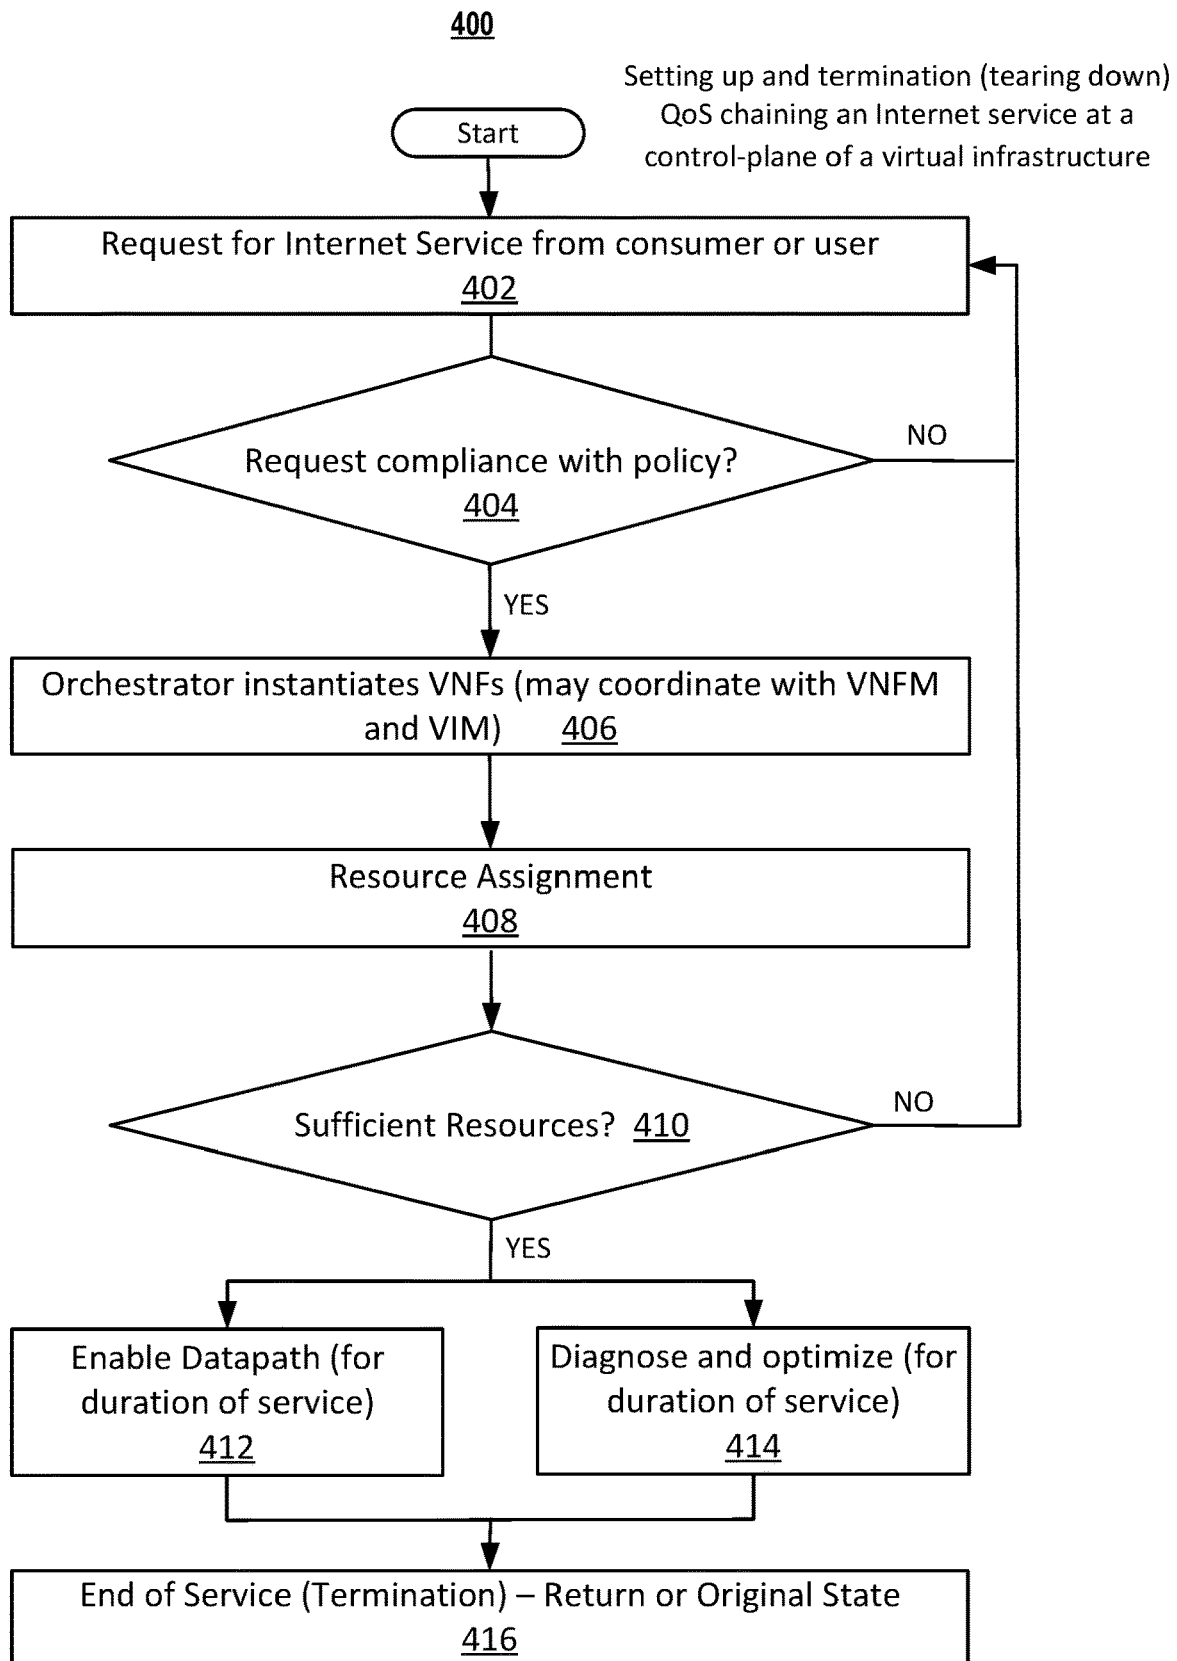 400
Setting up and termination (tearing down)
QoS chaining an Internet service at a
control-plane of a virtual infrastructure
Start
Request for Internet Service from consumer or user
402
NO
Request compliance with policy?
404
YES
Orchestrator instantiates VNFs (may coordinate with VNFM
and VIM) 406
Resource Assignment
408
NO
Sufficient Resources? 410
YES
Enable Datapath (for
duration of service)
412
Diagnose and optimize (for
duration of service)
414
End of Service (Termination) – Return or Original State
416